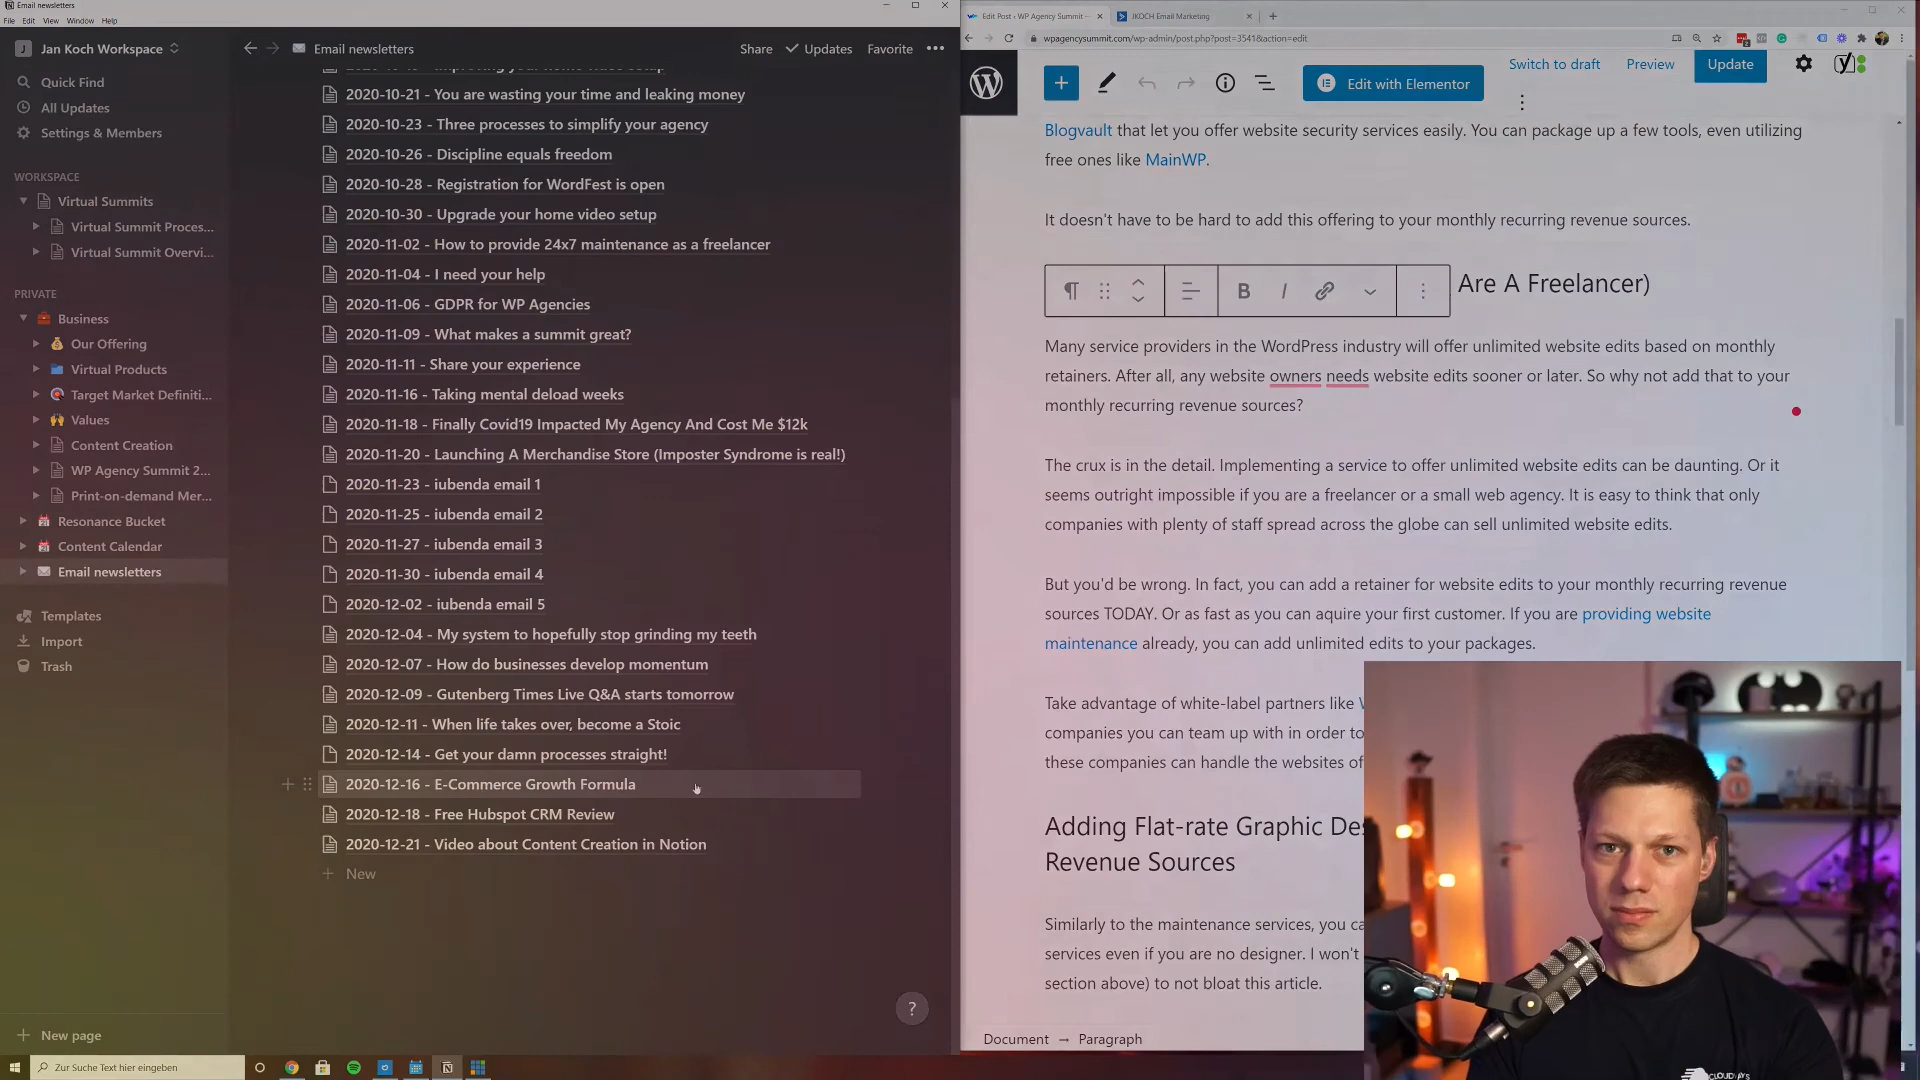 Email newsletters
File Edit View Window Help
J Jan Koch Workspace
Quick Find
All Updates
Settings & Members
WORKSPACE
Virtual Summits
Virtual Summit Proces...
Virtual Summit Overvi...
PRIVATE
Business
Our Offering
Virtual Products
Target Market Definiti...
Values
Content Creation
WP Agency Summit 2...
Print-on-demand Mer...
Resonance Bucket
Content Calendar
Email newsletters
Templates
Import
Trash
New page
Email newsletters
Share Updates Favorite
2020-10-21 - You are wasting your time and leaking money
2020-10-23 - Three processes to simplify your agency
2020-10-26 - Discipline equals freedom
2020-10-28 - Registration for WordFest is open
2020-10-30 - Upgrade your home video setup
2020-11-02 - How to provide 24x7 maintenance as a freelancer
2020-11-04 - I need your help
2020-11-06 - GDPR for WP Agencies
2020-11-09 - What makes a summit great?
2020-11-11 - Share your experience
2020-11-16 - Taking mental deload weeks
2020-11-18 - Finally Covid19 Impacted My Agency And Cost Me $12k
2020-11-20 - Launching A Merchandise Store (Imposter Syndrome is real!)
2020-11-23 - iubenda email 1
2020-11-25 - iubenda email 2
2020-11-27 - iubenda email 3
2020-11-30 - iubenda email 4
2020-12-02 - iubenda email 5
2020-12-04 - My system to hopefully stop grinding my teeth
2020-12-07 - How do businesses develop momentum
2020-12-09 - Gutenberg Times Live Q&A starts tomorrow
2020-12-11 - When life takes over, become a Stoic
2020-12-14 - Get your damn processes straight!
2020-12-16 - E-Commerce Growth Formula
2020-12-18 - Free Hubspot CRM Review
2020-12-21 - Video about Content Creation in Notion
New
?
Zur Suche Text hier eingeben
Edit Post ‹ WP Agency Summit — JKOCH Email Marketing
wpagencysummit.com/wp-admin/post.php?post=3541&action=edit
Edit with Elementor
Switch to draft Preview Update
Blogvault that let you offer website security services easily. You can package up a few tools, even utilizing
free ones like MainWP.
It doesn't have to be hard to add this offering to your monthly recurring revenue sources.
Are A Freelancer)
Many service providers in the WordPress industry will offer unlimited website edits based on monthly
retainers. After all, any website owners needs website edits sooner or later. So why not add that to your
monthly recurring revenue sources?
The crux is in the detail. Implementing a service to offer unlimited website edits can be daunting. Or it
seems outright impossible if you are a freelancer or a small web agency. It is easy to think that only
companies with plenty of staff spread across the globe can sell unlimited website edits.
But you'd be wrong. In fact, you can add a retainer for website edits to your monthly recurring revenue
sources TODAY. Or as fast as you can aquire your first customer. If you are providing website
maintenance already, you can add unlimited edits to your packages.
Take advantage of white-label partners like
companies you can team up with in order to
these companies can handle the websites of
Adding Flat-rate Graphic Des
Revenue Sources
Similarly to the maintenance services, you ca
services even if you are no designer. I won't
section above) to not bloat this article.
Document → Paragraph
CLOUDWAYS